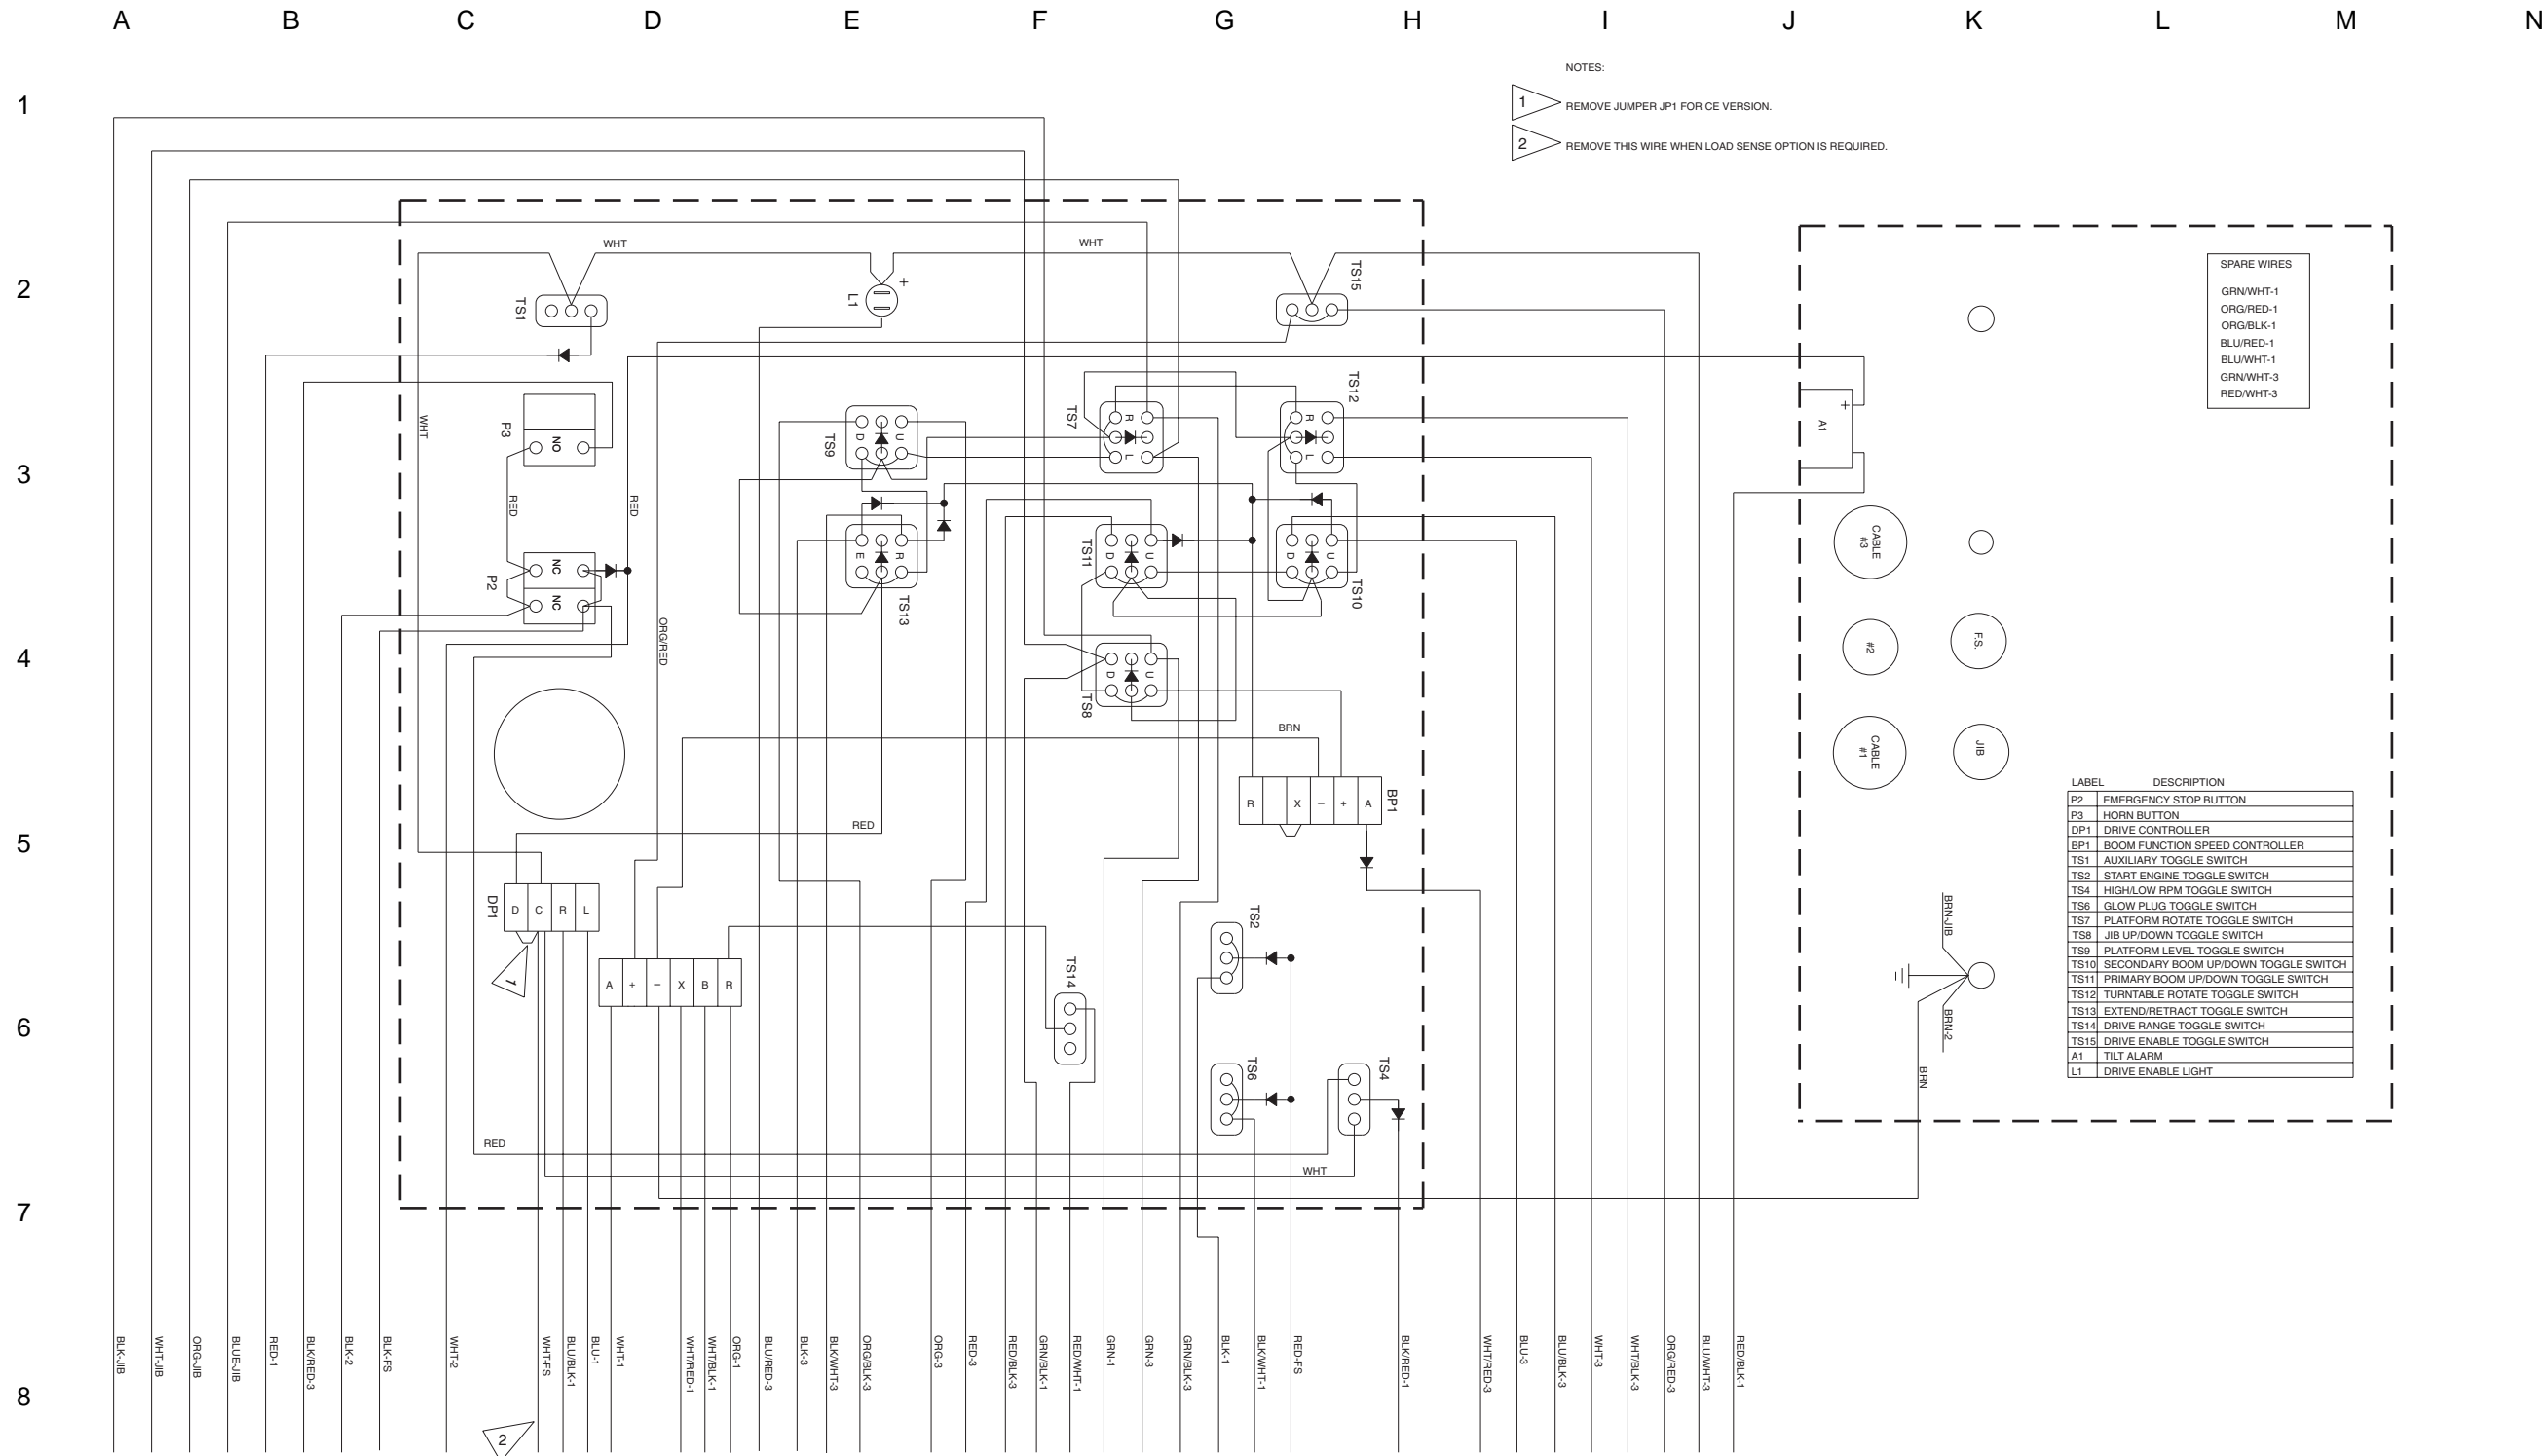 A B C D E F G H I J K L M N
1
2
3
4
5
6
7
8
NOTES:
1 REMOVE JUMPER JP1 FOR CE VERSION.
2 REMOVE THIS WIRE WHEN LOAD SENSE OPTION IS REQUIRED.
WHT
WHT
TS1
L1
+
TS15
WHT
P3
NO
RED
RED
P2
NC
NC
TS9
D U
TS7
R
L
TS12
R
L
E R
TS13
TS11
D U
D U
TS10
ORG/RED
D U
TS8
BRN
R X – + A
BP1
RED
DP1
D C R L
1
A + – X B R
TS14
TS2
TS6
TS4
RED
WHT
A1
+
CABLE
#3
#2
F.S.
CABLE
#1
JIB
BRN-JIB
BRN-2
BRN
SPARE WIRES
GRN/WHT-1
ORG/RED-1
ORG/BLK-1
BLU/RED-1
BLU/WHT-1
GRN/WHT-3
RED/WHT-3
LABEL DESCRIPTION
P2 EMERGENCY STOP BUTTON
P3 HORN BUTTON
DP1 DRIVE CONTROLLER
BP1 BOOM FUNCTION SPEED CONTROLLER
TS1 AUXILIARY TOGGLE SWITCH
TS2 START ENGINE TOGGLE SWITCH
TS4 HIGH/LOW RPM TOGGLE SWITCH
TS6 GLOW PLUG TOGGLE SWITCH
TS7 PLATFORM ROTATE TOGGLE SWITCH
TS8 JIB UP/DOWN TOGGLE SWITCH
TS9 PLATFORM LEVEL TOGGLE SWITCH
TS10 SECONDARY BOOM UP/DOWN TOGGLE SWITCH
TS11 PRIMARY BOOM UP/DOWN TOGGLE SWITCH
TS12 TURNTABLE ROTATE TOGGLE SWITCH
TS13 EXTEND/RETRACT TOGGLE SWITCH
TS14 DRIVE RANGE TOGGLE SWITCH
TS15 DRIVE ENABLE TOGGLE SWITCH
A1 TILT ALARM
L1 DRIVE ENABLE LIGHT
BLK-JIB
WHT-JIB
ORG-JIB
BLUE-JIB
RED-1
BLK/RED-3
BLK-2
BLK-FS
WHT-2
WHT-FS
BLU/BLK-1
BLU-1
WHT-1
WHT/RED-1
WHT/BLK-1
ORG-1
BLU/RED-3
BLK-3
BLK/WHT-3
ORG/BLK-3
ORG-3
RED-3
RED/BLK-3
GRN/BLK-1
RED/WHT-1
GRN-1
GRN-3
GRN/BLK-3
BLK-1
BLK/WHT-1
RED-FS
BLK/RED-1
WHT/RED-3
BLU-3
BLU/BLK-3
WHT-3
WHT/BLK-3
ORG/RED-3
BLU/WHT-3
RED/BLK-1
2